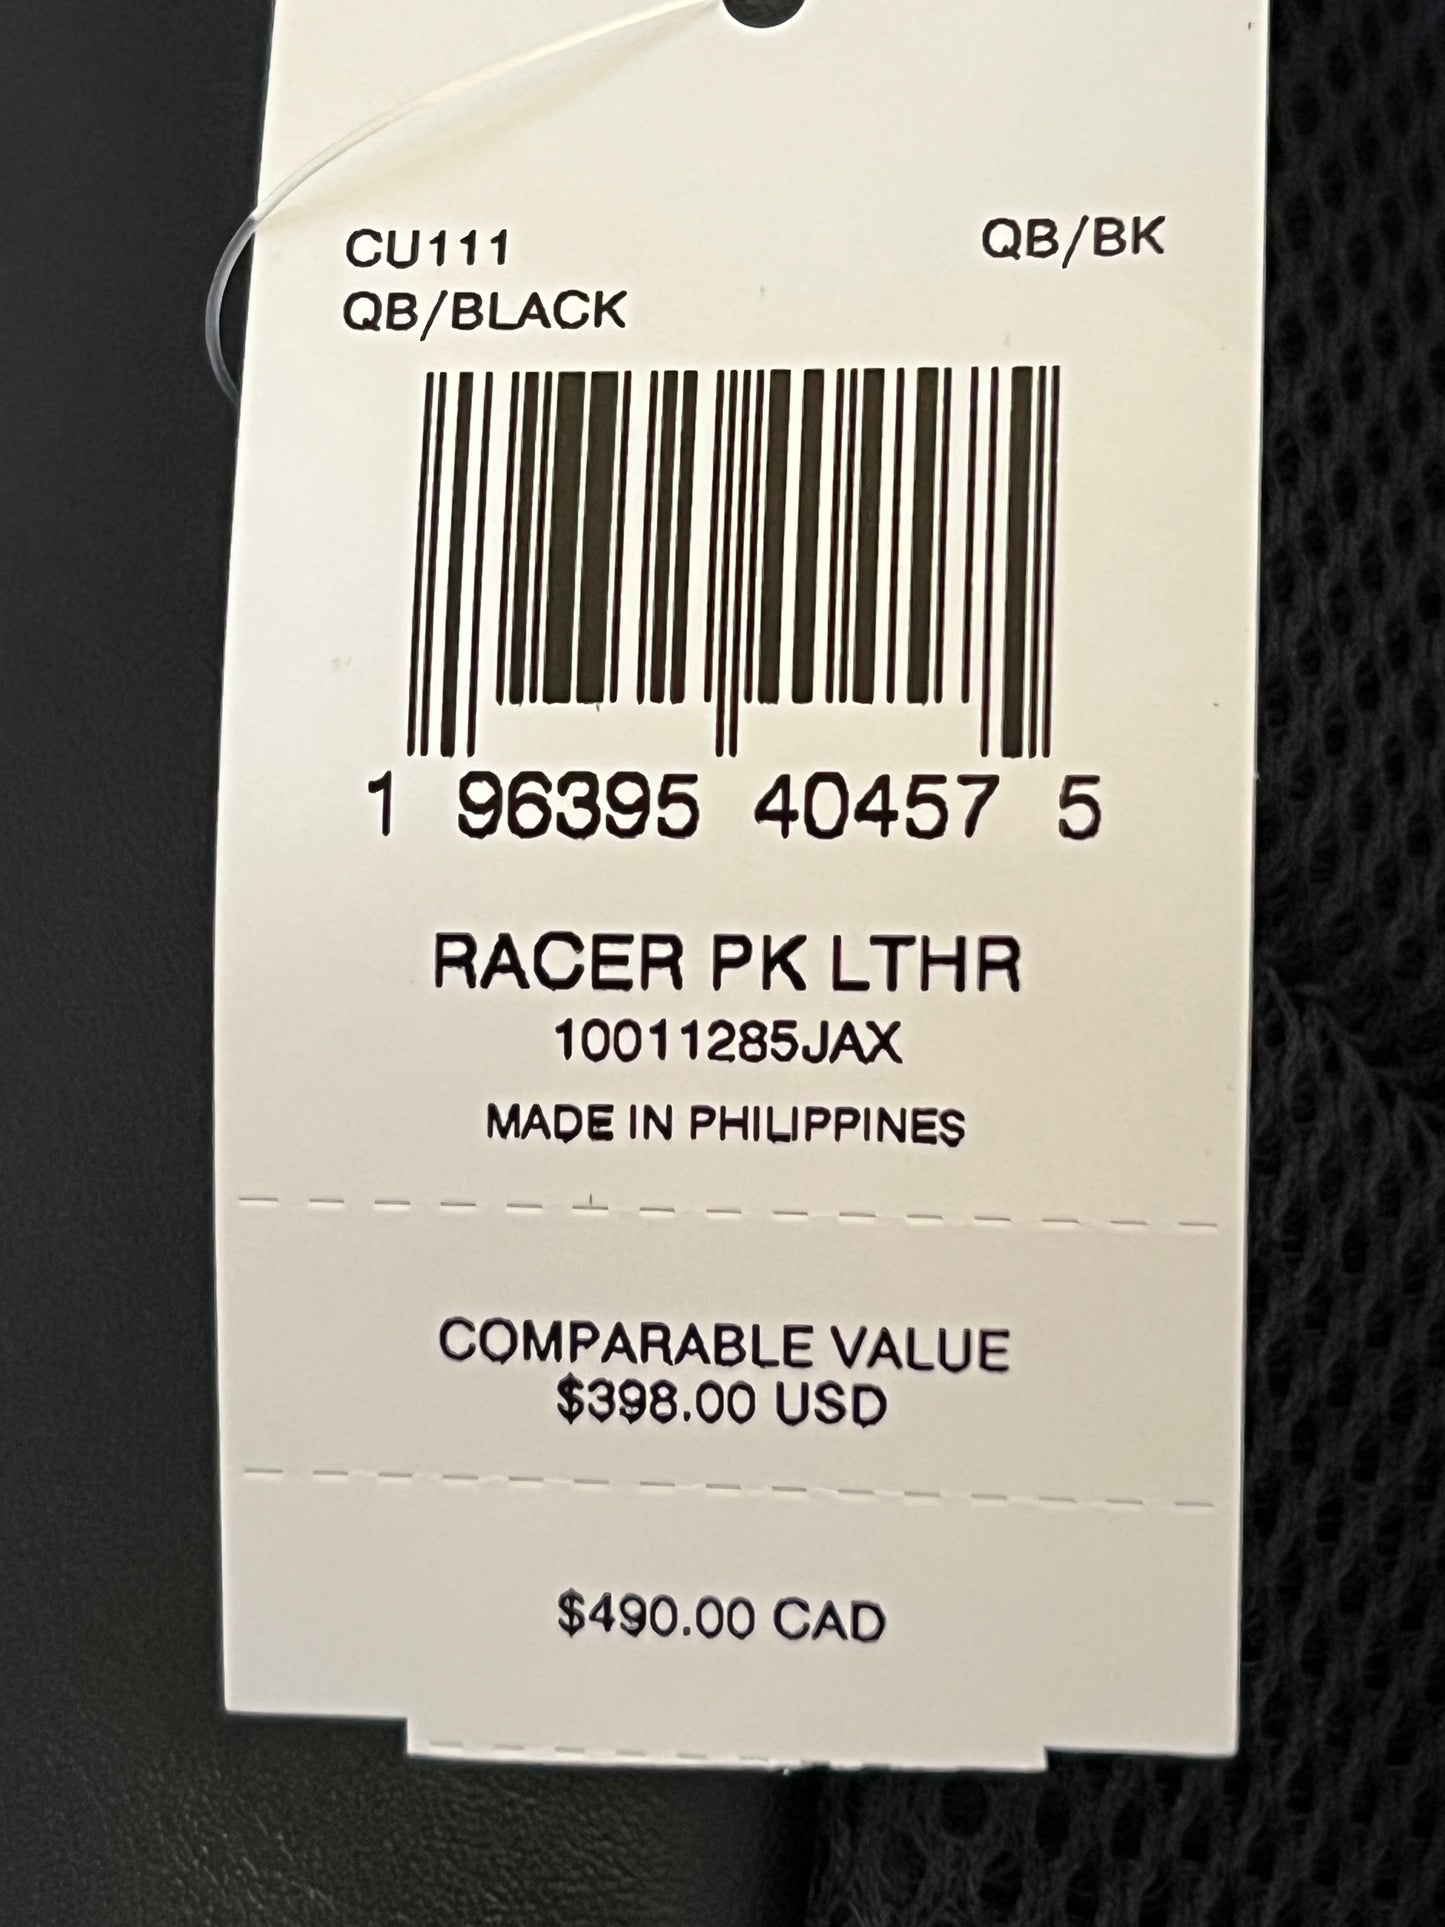 CU111 QB/BK
QB/BLACK
1 96395 40457 5
RACER PK LTHR
10011285JAX
MADE IN PHILIPPINES
COMPARABLE VALUE
$398.00 USD
$490.00 CAD